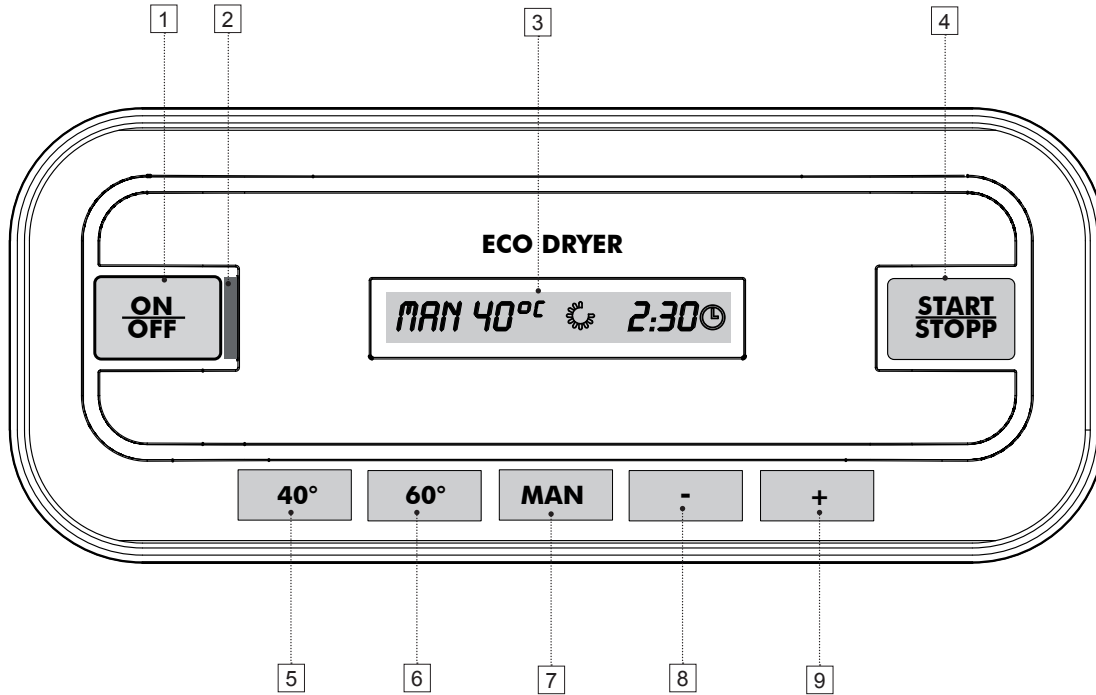 1 2 3 4
ECO DRYER
ON
OFF
MAN 40°C 2:30
START
STOPP
40° 60° MAN - +
5 6 7 8 9